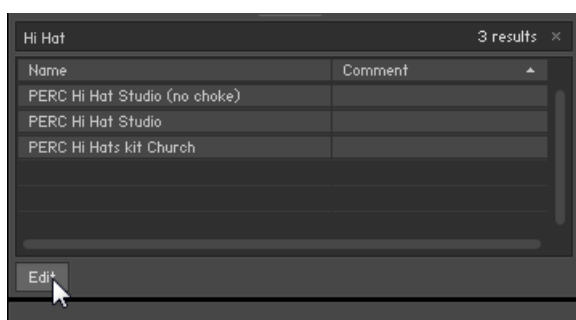 Hi Hat 3 results ×
Name Comment
PERC Hi Hat Studio (no choke)
PERC Hi Hat Studio
PERC Hi Hats kit Church
Edit